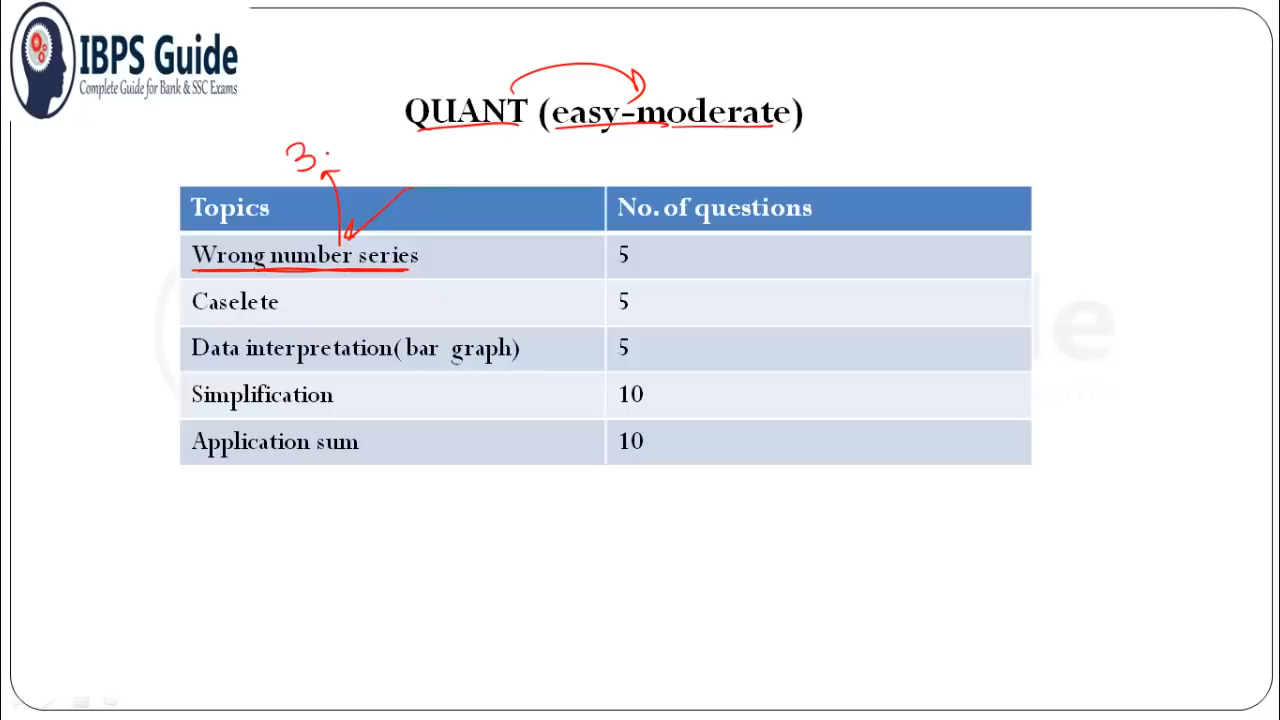 IBPS Guide
Complete Guide for Bank & SSC Exams
QUANT (easy-moderate)
3
Topics No. of questions
Wrong number series 5
Caselete 5
Data interpretation( bar graph) 5
Simplification 10
Application sum 10